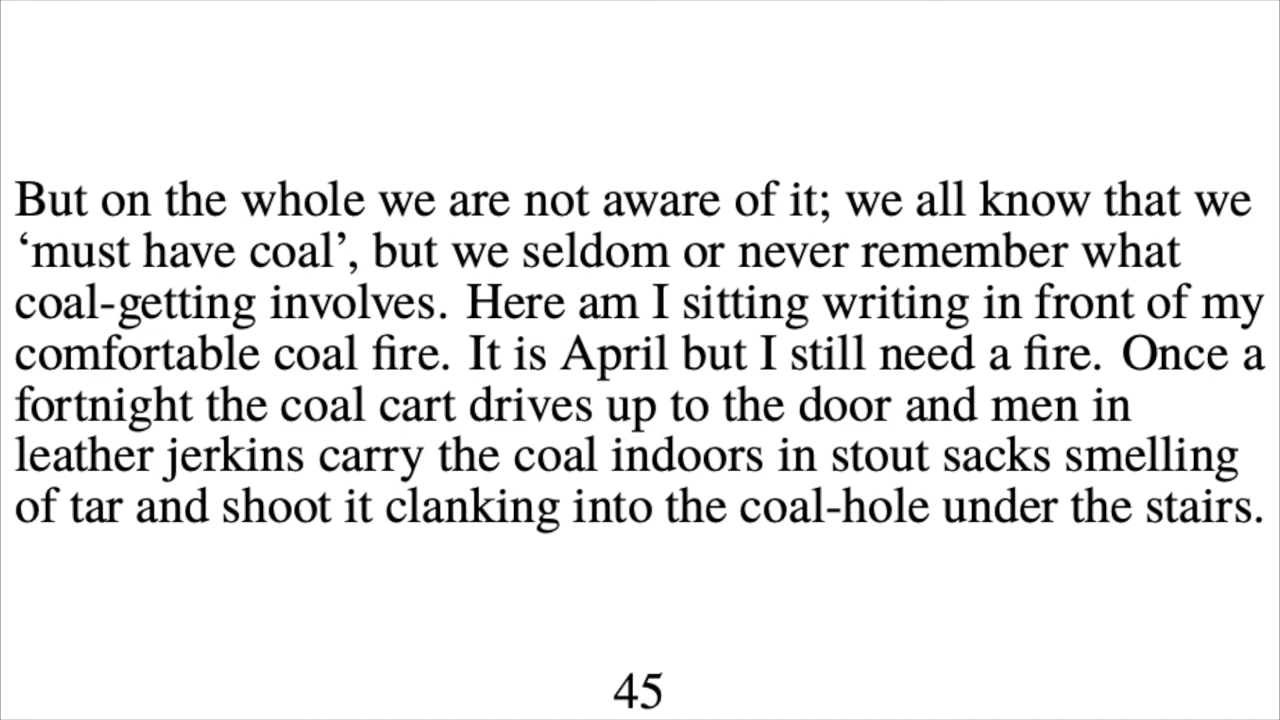 But on the whole we are not aware of it; we all know that we
‘must have coal’, but we seldom or never remember what
coal-getting involves. Here am I sitting writing in front of my
comfortable coal fire. It is April but I still need a fire. Once a
fortnight the coal cart drives up to the door and men in
leather jerkins carry the coal indoors in stout sacks smelling
of tar and shoot it clanking into the coal-hole under the stairs.
45